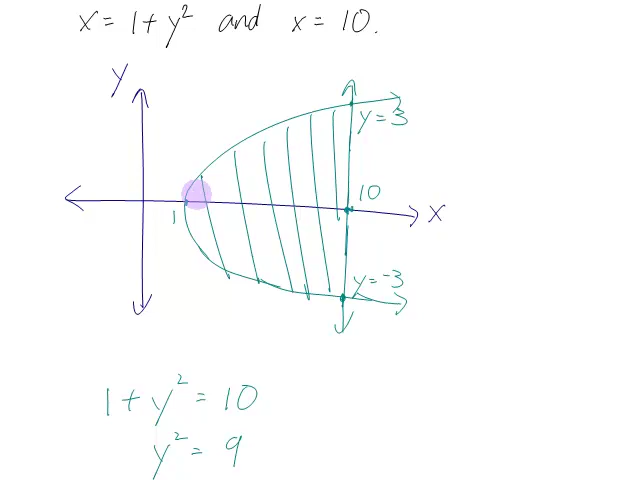 x = 1 + y² and x = 10.
y
y = 3
10
x
1
y = -3
1 + y² = 10
y² = 9